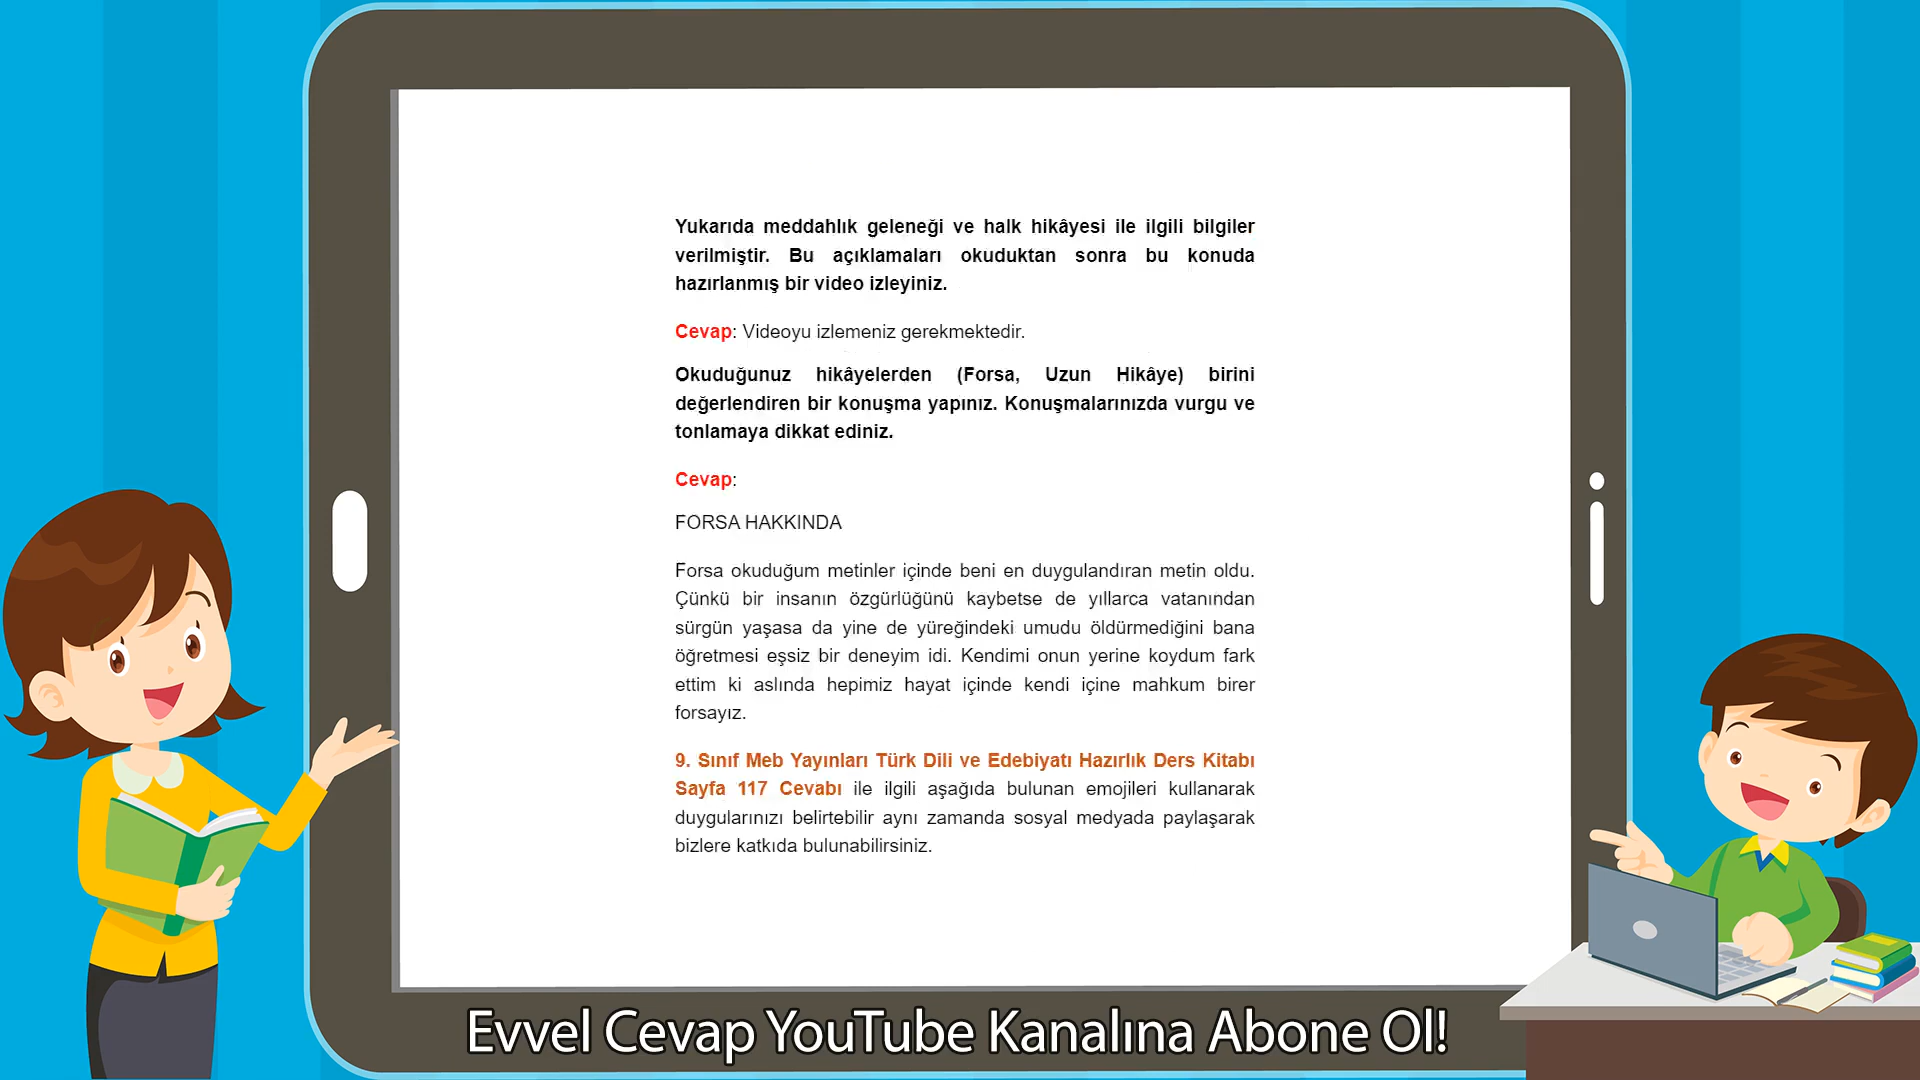 Yukarıda meddahlık geleneği ve halk hikâyesi ile ilgili bilgiler
verilmiştir. Bu açıklamaları okuduktan sonra bu konuda
hazırlanmış bir video izleyiniz.
Cevap: Videoyu izlemeniz gerekmektedir.
Okuduğunuz hikâyelerden (Forsa, Uzun Hikâye) birini
değerlendiren bir konuşma yapınız. Konuşmalarınızda vurgu ve
tonlamaya dikkat ediniz.
Cevap:
FORSA HAKKINDA
Forsa okuduğum metinler içinde beni en duygulandıran metin oldu.
Çünkü bir insanın özgürlüğünü kaybetse de yıllarca vatanından
sürgün yaşasa da yine de yüreğindeki umudu öldürmediğini bana
öğretmesi eşsiz bir deneyim idi. Kendimi onun yerine koydum fark
ettim ki aslında hepimiz hayat içinde kendi içine mahkum birer
forsayız.
9. Sınıf Meb Yayınları Türk Dili ve Edebiyatı Hazırlık Ders Kitabı
Sayfa 117 Cevabı ile ilgili aşağıda bulunan emojileri kullanarak
duygularınızı belirtebilir aynı zamanda sosyal medyada paylaşarak
bizlere katkıda bulunabilirsiniz.
Evvel Cevap YouTube Kanalına Abone Ol!